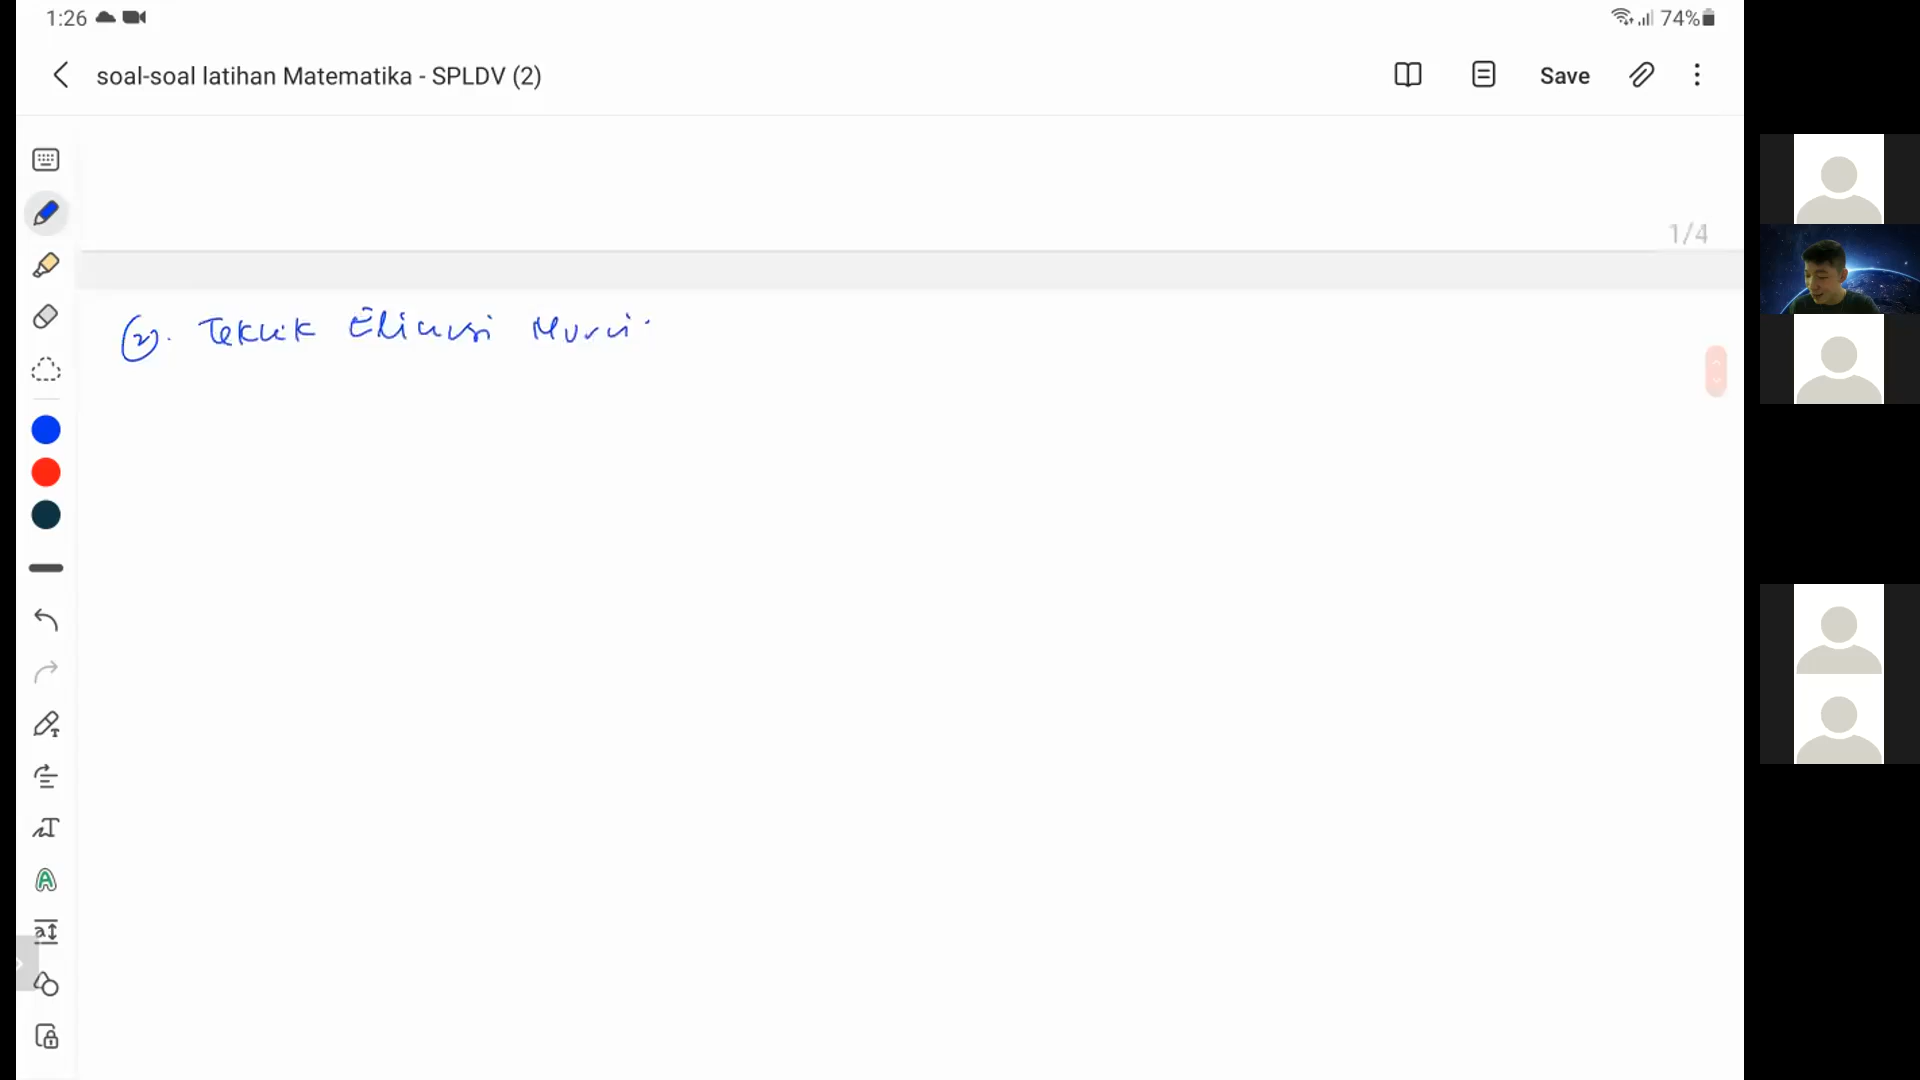 1:26 74%
soal-soal latihan Matematika - SPLDV (2) Save
1/4
(2). Teknik Eliminasi Murni.